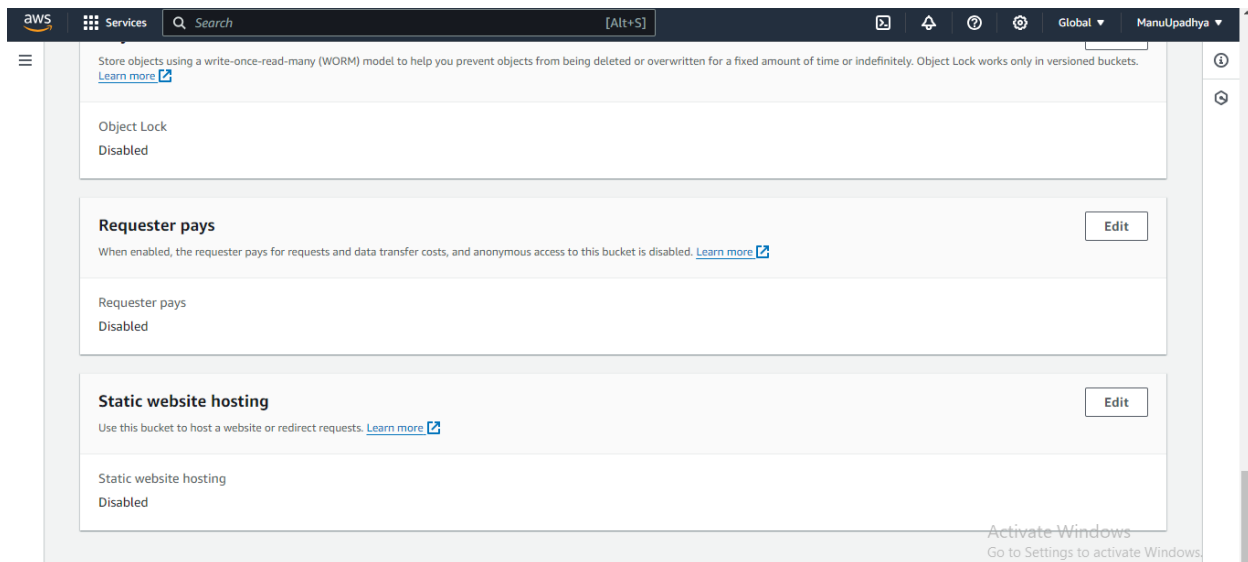 aws Services Search [Alt+S] Global ManuUpadhya
Store objects using a write-once-read-many (WORM) model to help you prevent objects from being deleted or overwritten for a fixed amount of time or indefinitely. Object Lock works only in versioned buckets.
Learn more
Object Lock
Disabled
Requester pays
Edit
When enabled, the requester pays for requests and data transfer costs, and anonymous access to this bucket is disabled. Learn more
Requester pays
Disabled
Static website hosting
Edit
Use this bucket to host a website or redirect requests. Learn more
Static website hosting
Disabled
Activate Windows
Go to Settings to activate Windows.